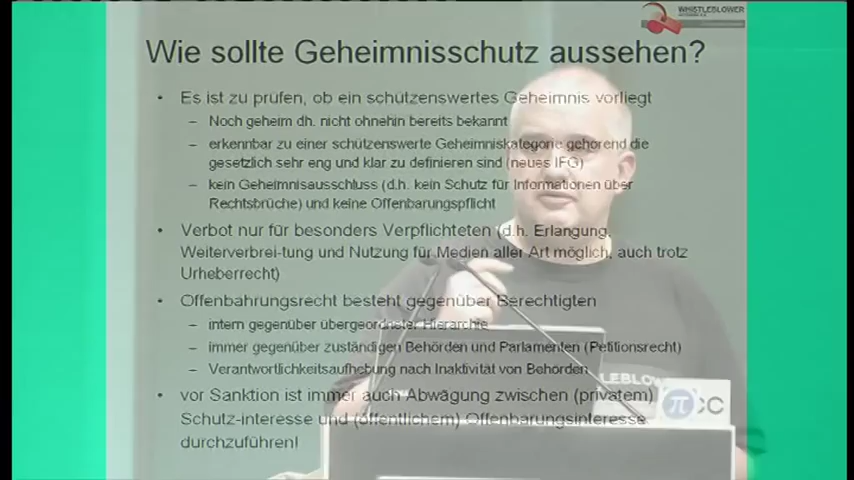 WHISTLEBLOWER
Wie sollte Geheimnisschutz aussehen?
• Es ist zu prüfen, ob ein schützenswertes Geheimnis vorliegt
– Noch geheim dh. nicht ohnehin bereits bekannt
– erkennbar zu einer schützenswerte Geheimniskategorie gehörend die
gesetzlich sehr eng und klar zu definieren sind (neues IFG)
– kein Geheimnisausschluss (d.h. kein Schutz für Informationen über
Rechtsbrüche) und keine Offenbarungspflicht
• Verbot nur für besonders Verpflichteten (d.h. Erlangung,
Weiterverbrei-tung und Nutzung für Medien aller Art möglich, auch trotz
Urheberrecht)
• Offenbahrungsrecht besteht gegenüber Berechtigten
– intern gegenüber übergeordneter Hierarchie
– immer gegenüber zuständigen Behörden und Parlamenten (Petitionsrecht)
– Verantwortlichkeitsaufhebung nach Inaktivität von Behörden
• vor Sanktion ist immer auch Abwägung zwischen (privatem)
Schutz-interesse und (öffentlichem) Offenbarungsinteresse
durchzuführen!
LEBLOW
π CC